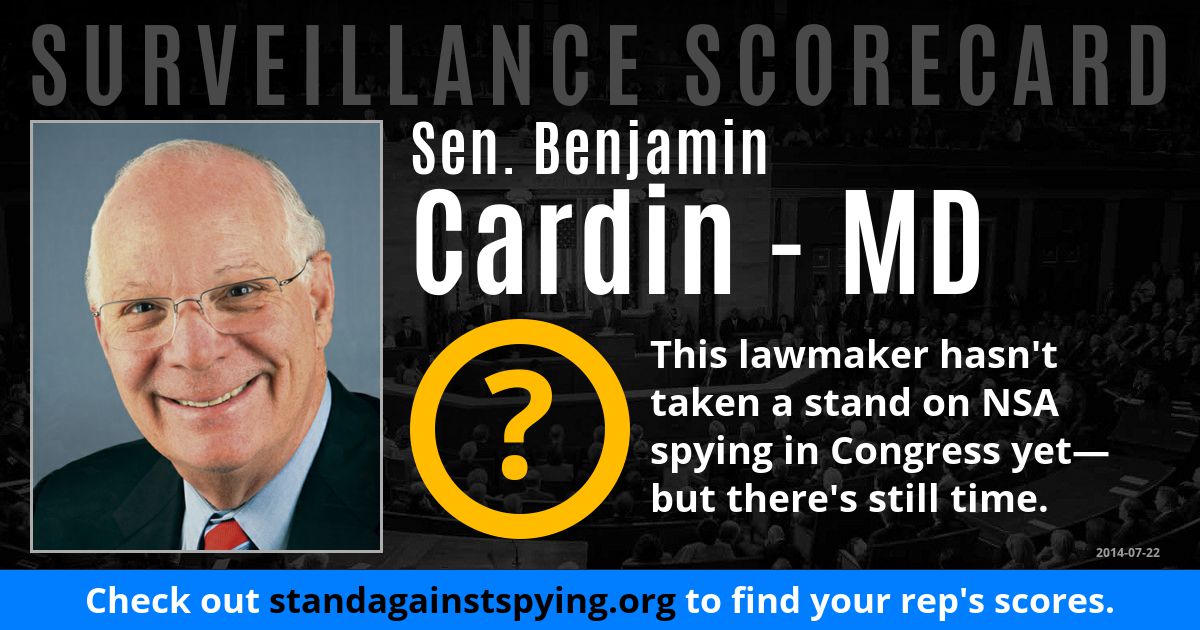 SURVEILLANCE SCORECARD
Sen. Benjamin
Cardin - MD
?
This lawmaker hasn't
taken a stand on NSA
spying in Congress yet—
but there's still time.
2014-07-22
Check out standagainstspying.org to find your rep's scores.